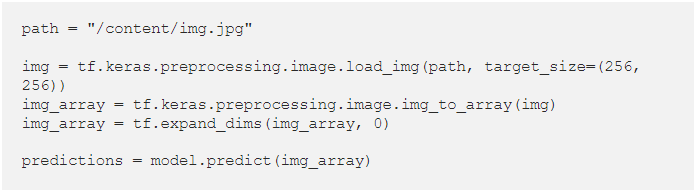 path = "/content/img.jpg"
img = tf.keras.preprocessing.image.load_img(path, target_size=(256,
256))
img_array = tf.keras.preprocessing.image.img_to_array(img)
img_array = tf.expand_dims(img_array, 0)
predictions = model.predict(img_array)